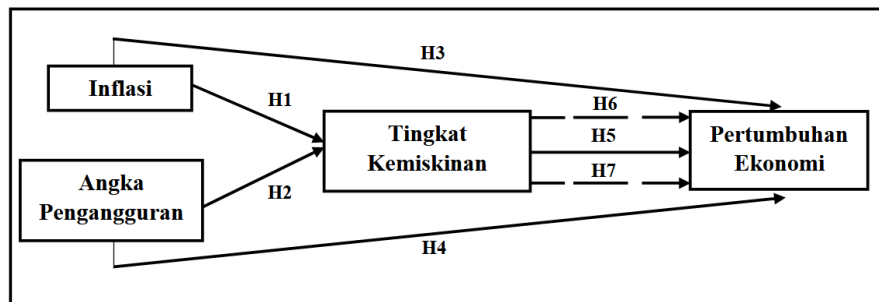 H3
Inflasi
H1
H6
Tingkat
Kemiskinan
H5
Pertumbuhan
Ekonomi
Angka
Pengangguran
H2
H7
H4